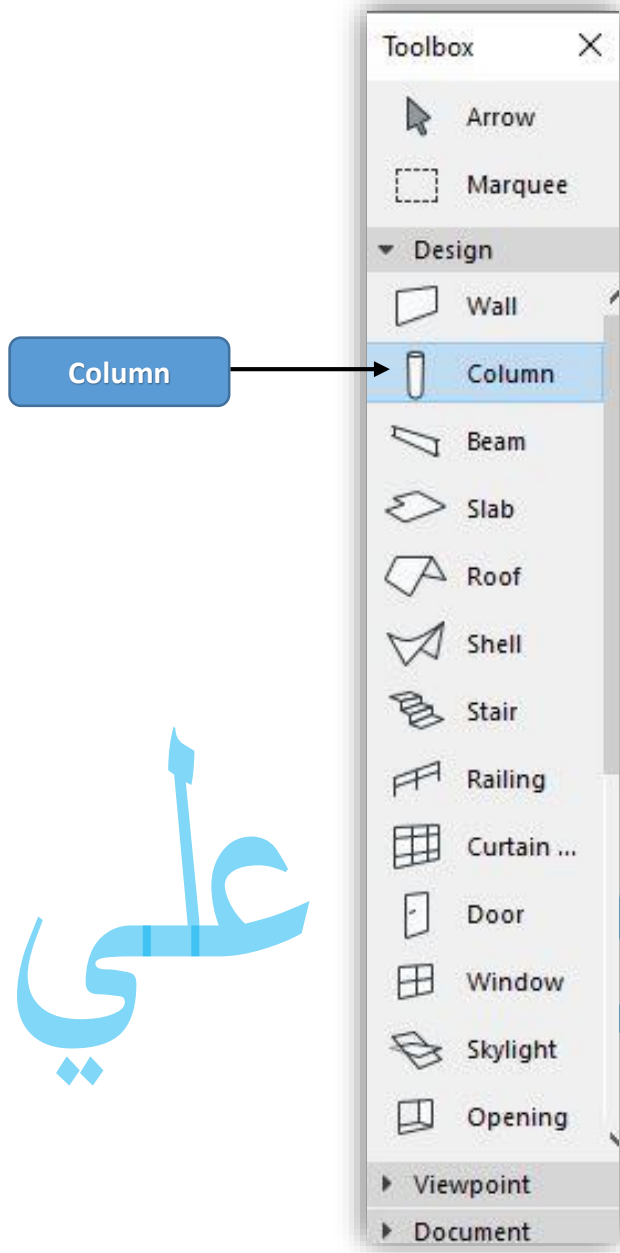 Toolbox
Arrow
Marquee
Design
Wall
Column
Column
Beam
Slab
Roof
Shell
Stair
Railing
Curtain ...
علي
Door
Window
Skylight
Opening
Viewpoint
Document